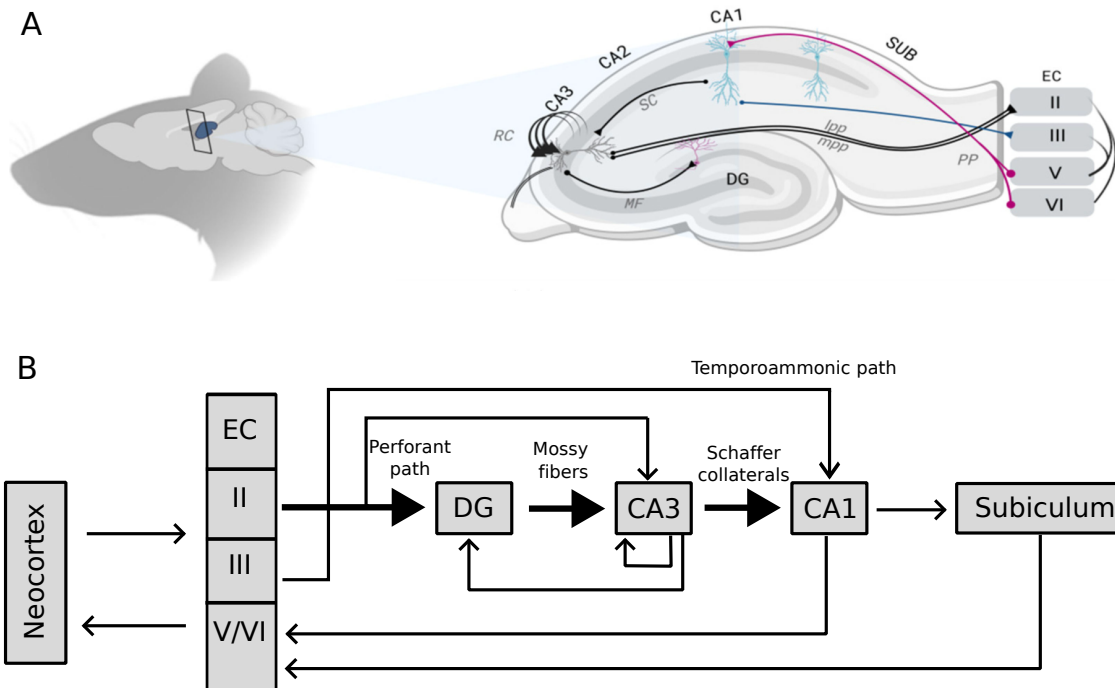 A
CA1
CA2
SUB
CA3
EC
II
SC
RC
lpp
mpp
III
PP
V
DG
MF
VI
B
Temporoammonic path
EC
Perforant
path
Mossy
fibers
Schaffer
collaterals
II
DG
CA3
CA1
Subiculum
Neocortex
III
V/VI